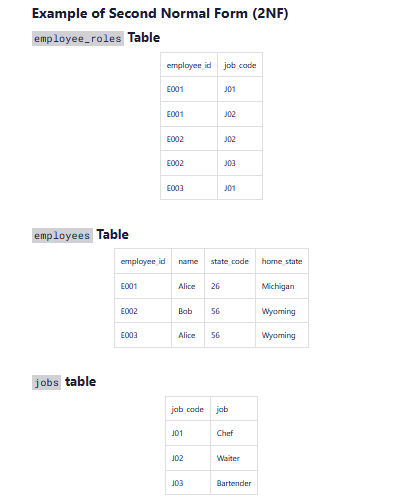 Example of Second Normal Form (2NF)
employee_roles Table
employee_id job_code
E001 J01
E001 J02
E002 J02
E002 J03
E003 J01
employees Table
employee_id name state_code home_state
E001 Alice 26 Michigan
E002 Bob 56 Wyoming
E003 Alice 56 Wyoming
jobs table
job_code job
J01 Chef
J02 Waiter
J03 Bartender